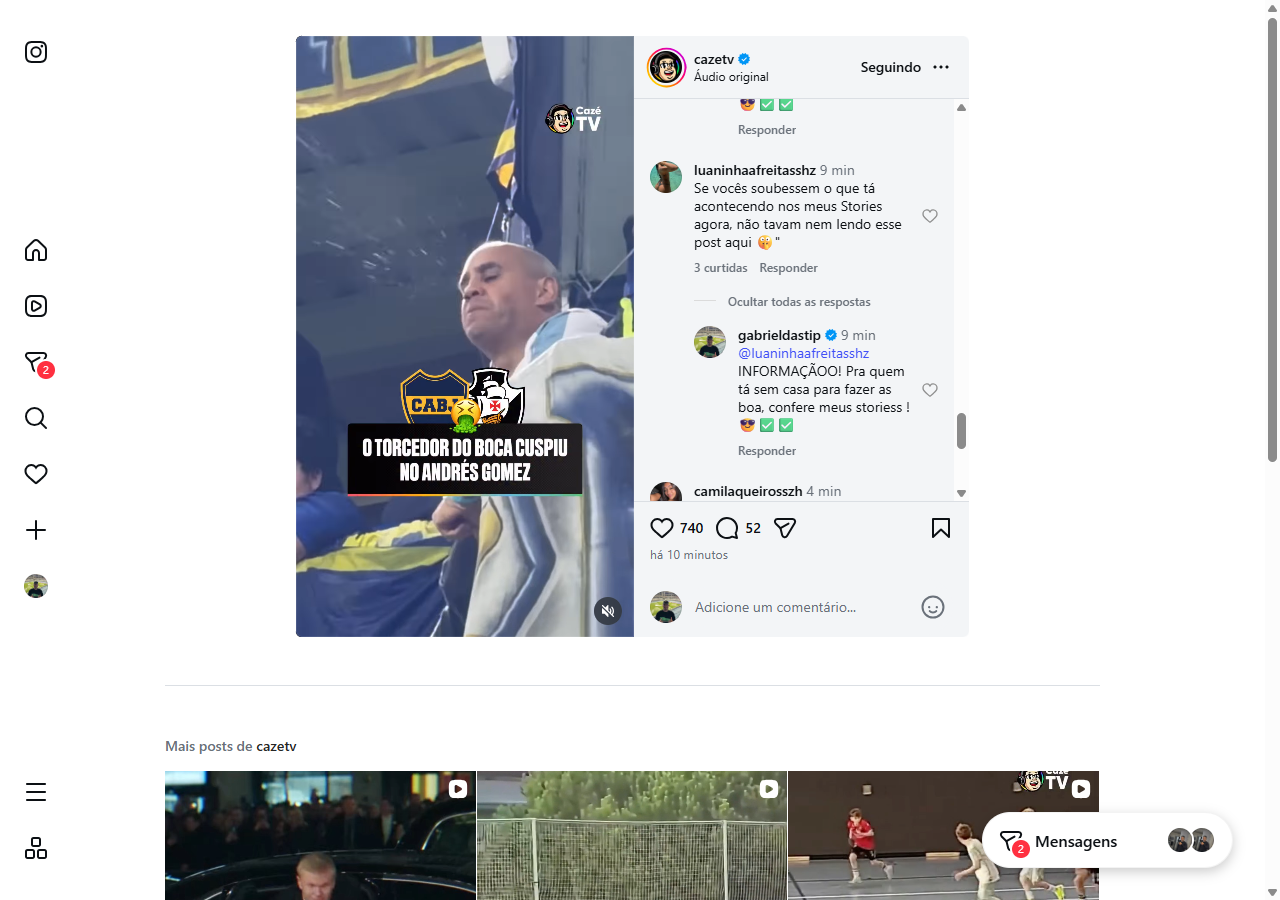 Cazé
TV
CABJ
O TORCEDOR DO BOCA CUSPIU
NO ANDRÉS GOMEZ
cazetv
Áudio original
Seguindo
Responder
luaninhaafreitasshz 9 min
Se vocês soubessem o que tá
acontecendo nos meus Stories
agora, não tavam nem lendo esse
post aqui 🫣 "
3 curtidas Responder
Ocultar todas as respostas
gabrieldastip 9 min
@luaninhaafreitasshz
INFORMAÇÃOO! Pra quem
tá sem casa para fazer as
boa, confere meus storiess !
😎 ✅ ✅
Responder
camilaqueirosszh 4 min
740 52
há 10 minutos
Adicione um comentário...
2
Mais posts de cazetv
Cazé
TV
2
Mensagens